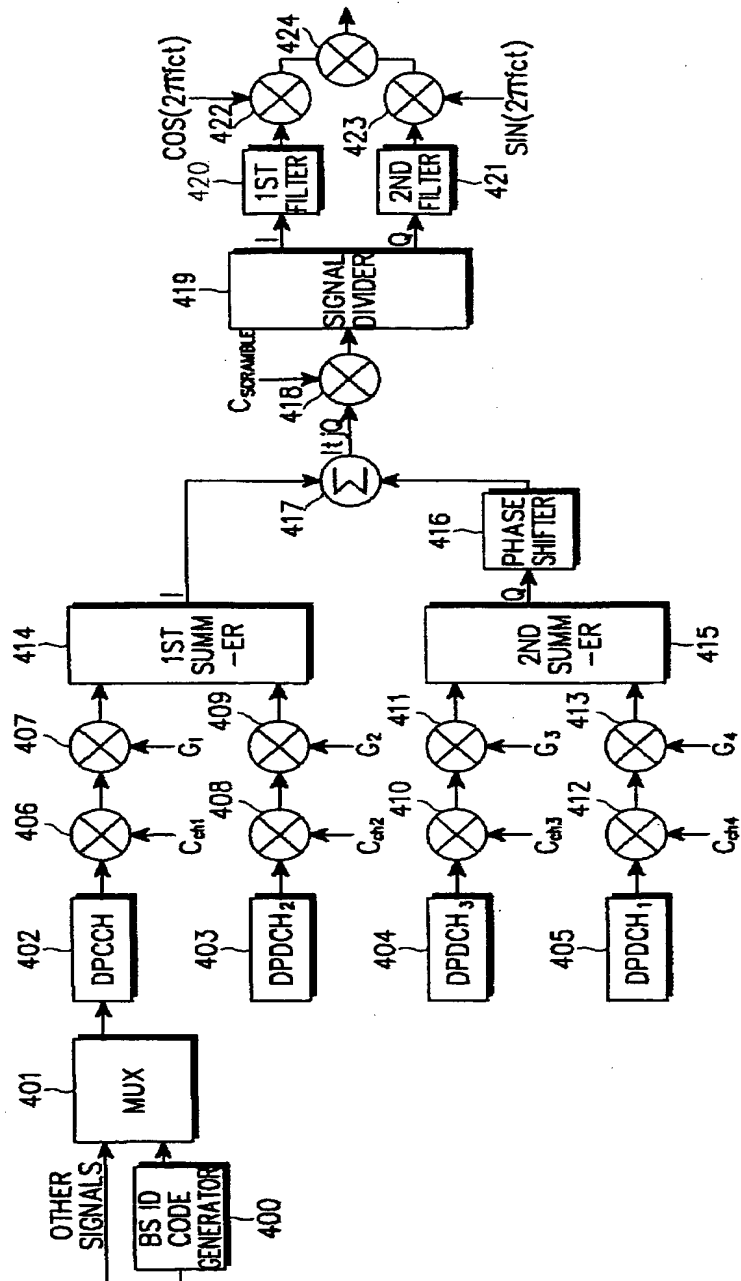 OTHER
SIGNALS
BS ID
CODE
GENERATOR
400
401
MUX
402
DPCCH
403
DPDCH2
404
DPDCH3
405
DPDCH1
406
Cch1
407
G1
408
Cch2
409
G2
410
Cch3
411
G3
412
Cch4
413
G4
414
1ST
SUMM
-ER
I
2ND
SUMM
-ER
415
Q
416
PHASE
SHIFTER
417
Σ
ItjQ
418
CSCRAMBLE
419
SIGNAL
DIVIDER
I
Q
420
1ST
FILTER
2ND
FILTER
421
COS(2πfct)
422
423
SIN(2πfct)
424